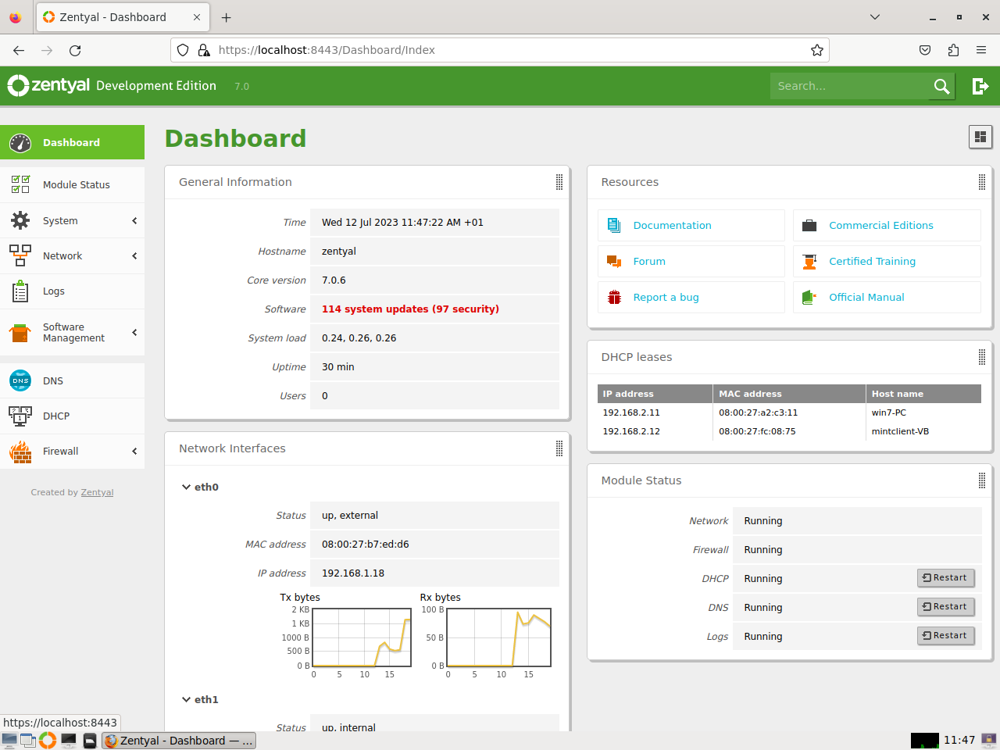 Zentyal - Dashboard
https://localhost:8443/Dashboard/Index
zentyal Development Edition 7.0
Search...
Dashboard
Module Status
System
Network
Logs
Software
Management
DNS
DHCP
Firewall
Created by Zentyal
Dashboard
General Information
Time Wed 12 Jul 2023 11:47:22 AM +01
Hostname zentyal
Core version 7.0.6
Software 114 system updates (97 security)
System load 0.24, 0.26, 0.26
Uptime 30 min
Users 0
Network Interfaces
eth0
Status up, external
MAC address 08:00:27:b7:ed:d6
IP address 192.168.1.18
Tx bytes
2 KB
1 KB
1000 B
500 B
0 B
0 5 10 15
Rx bytes
100 B
50 B
0 B
0 5 10 15
eth1
Status up, internal
Resources
Documentation Commercial Editions
Forum Certified Training
Report a bug Official Manual
DHCP leases
IP address MAC address Host name
192.168.2.11 08:00:27:a2:c3:11 win7-PC
192.168.2.12 08:00:27:fc:08:75 mintclient-VB
Module Status
Network Running
Firewall Running
DHCP Running Restart
DNS Running Restart
Logs Running Restart
https://localhost:8443
Zentyal - Dashboard — ...
11:47